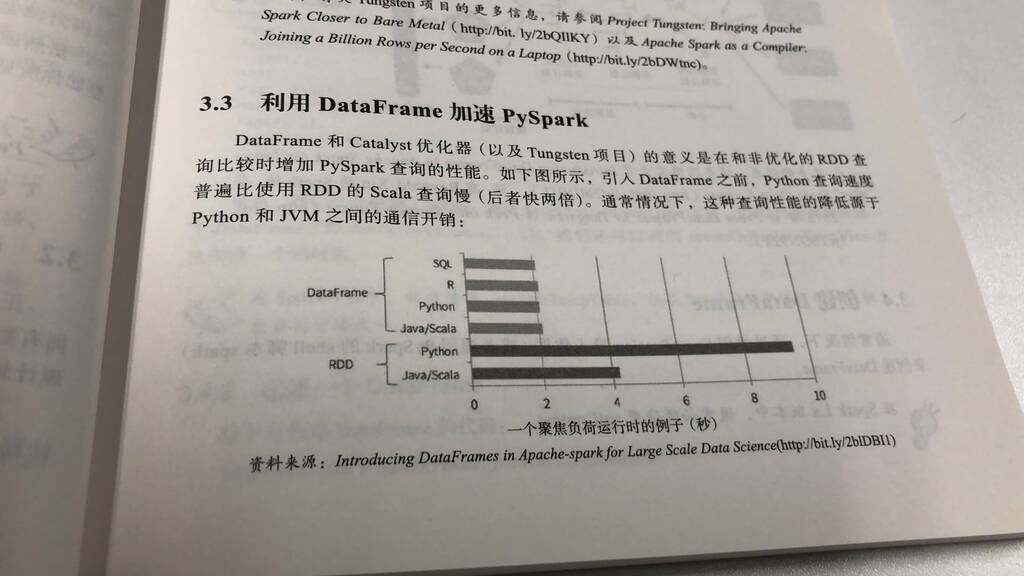 Tungsten 项目的更多信息，请参阅 Project Tungsten: Bringing Apache
Spark Closer to Bare Metal（http://bit. ly/2bQIlKY）以及 Apache Spark as a Compiler:
Joining a Billion Rows per Second on a Laptop（http://bit.ly/2bDWtnc)。
3.3 利用 DataFrame 加速 PySpark
DataFrame 和 Catalyst 优化器（以及 Tungsten 项目）的意义是在和非优化的 RDD 查
询比较时增加 PySpark 查询的性能。如下图所示，引入 DataFrame 之前，Python 查询速度
普遍比使用 RDD 的 Scala 查询慢（后者快两倍）。通常情况下，这种查询性能的降低源于
Python 和 JVM 之间的通信开销：
SQL
R
DataFrame
Python
Java/Scala
RDD
Python
Java/Scala
0 2 4 6 8 10
一个聚焦负荷运行时的例子（秒）
资料来源：Introducing DataFrames in Apache-spark for Large Scale Data Science(http://bit.ly/2blDBI1)